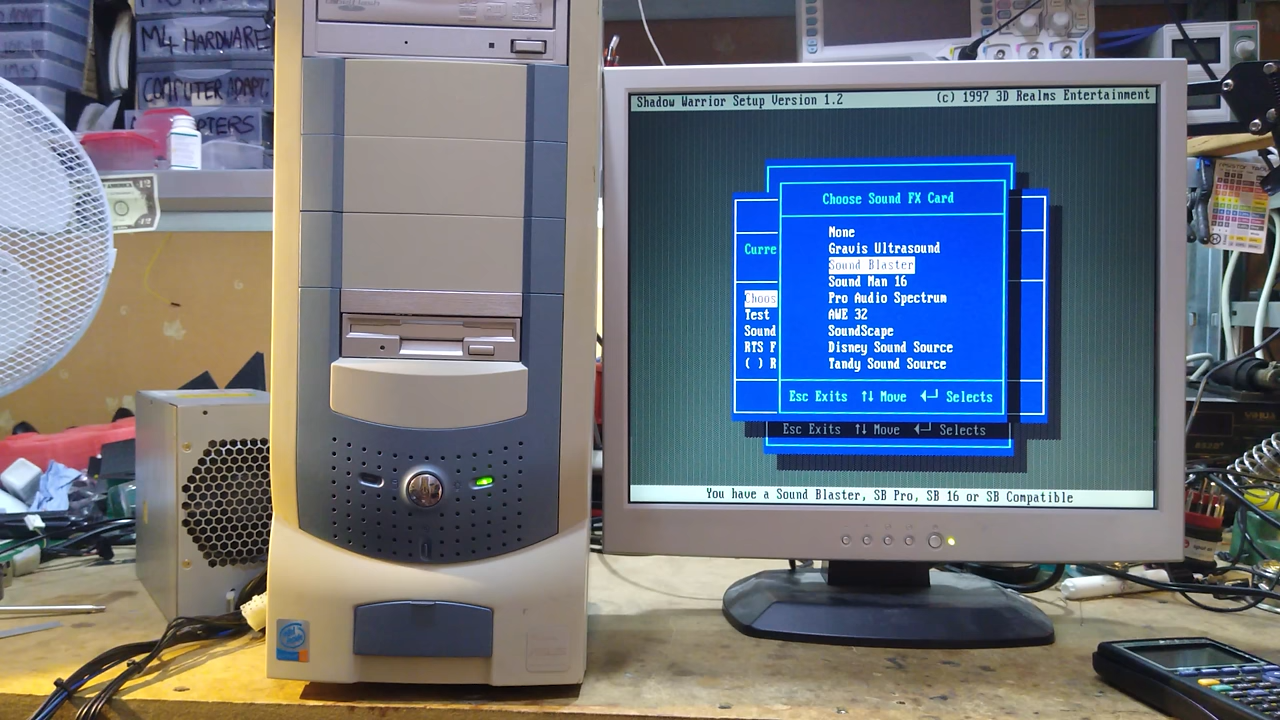 M4 HARDWARE
COMPUTER ADAPT
PTERS
Shadow Warrior Setup Version 1.2
(c) 1997 3D Realms Entertainment
Choose Sound FX Card
None
Gravis Ultrasound
Sound Blaster
Sound Man 16
Pro Audio Spectrum
AWE 32
SoundScape
Disney Sound Source
Tandy Sound Source
Esc Exits ↑↓ Move ↵ Selects
Curre
Choos
Test
Sound
RTS F
( ) R
Esc Exits ↑↓ Move ↵ Selects
You have a Sound Blaster, SB Pro, SB 16 or SB Compatible